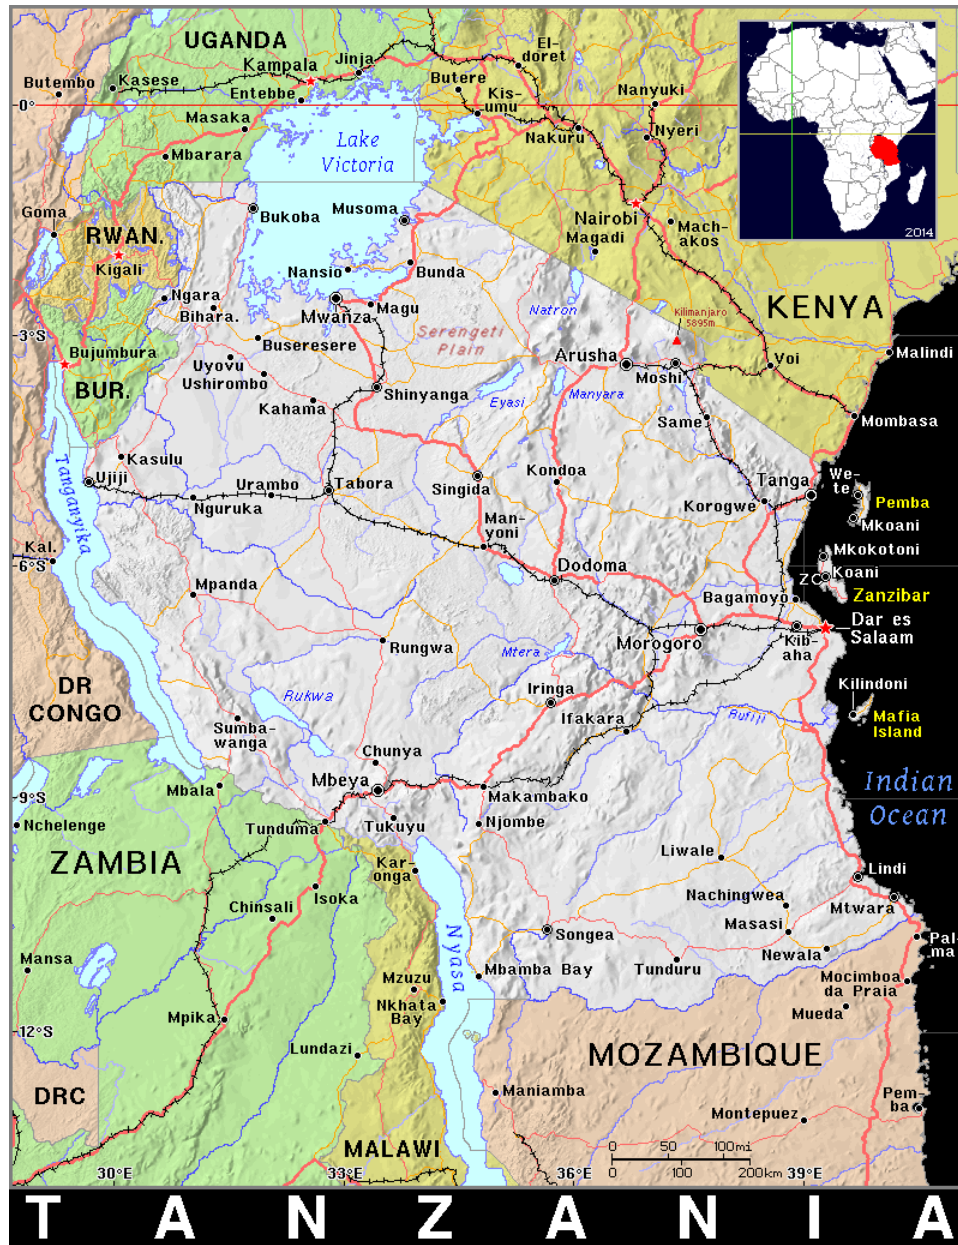 UGANDA
Kampala
Jinja
El-
doret
Butembo
Kasese
Entebbe
Butere
Kis-
umu
Nanyuki
0°
Masaka
Nakuru
Nyeri
Mbarara
Lake
Victoria
Goma
RWAN.
Kigali
Bukoba
Musoma
Nairobi
Magadi
Mach-
akos
2014
Nansio
Bunda
Ngara
Bihara.
Mwanza
Magu
Natron
Kilimanjaro
5895m
KENYA
3°S
Bujumbura
BUR.
Buseresere
Serengeti
Plain
Uyovu
Ushirombo
Arusha
Moshi
Voi
Malindi
Kahama
Shinyanga
Eyasi
Manyara
Same
Mombasa
Tanganyika
Kasulu
Ujiji
Nguruka
Urambo
Tabora
Singida
Kondoa
Korogwe
Tanga
We-
te
Pemba
Mkoani
Man-
yoni
Kal.
6°S
Dodoma
Mkokotoni
Z
Koani
Zanzibar
Mpanda
Bagamoyo
Rungwa
Mtera
Morogoro
Kib-
aha
Dar es
Salaam
DR
CONGO
Rukwa
Iringa
Ifakara
Rufiji
Kilindoni
Mafia
Island
Sumba-
wanga
Chunya
Mbeya
Makambako
Indian
Ocean
Mbala
9°S
Nchelenge
Tunduma
Tukuyu
Njombe
ZAMBIA
Kar-
onga
Liwale
Lindi
Isoka
Chinsali
Nachingwea
Masasi
Mtwara
Nyasa
Songea
Newala
Pal-
ma
Mansa
Mzuzu
Mbamba Bay
Tunduru
Mocimboa
da Praia
Nkhata
Bay
Mueda
Mpika
12°S
Lundazi
MOZAMBIQUE
DRC
Maniamba
Pem-
ba
Montepuez
MALAWI
0 50 100mi
0 100 200km
30°E 33°E 36°E 39°E
TANZANIA